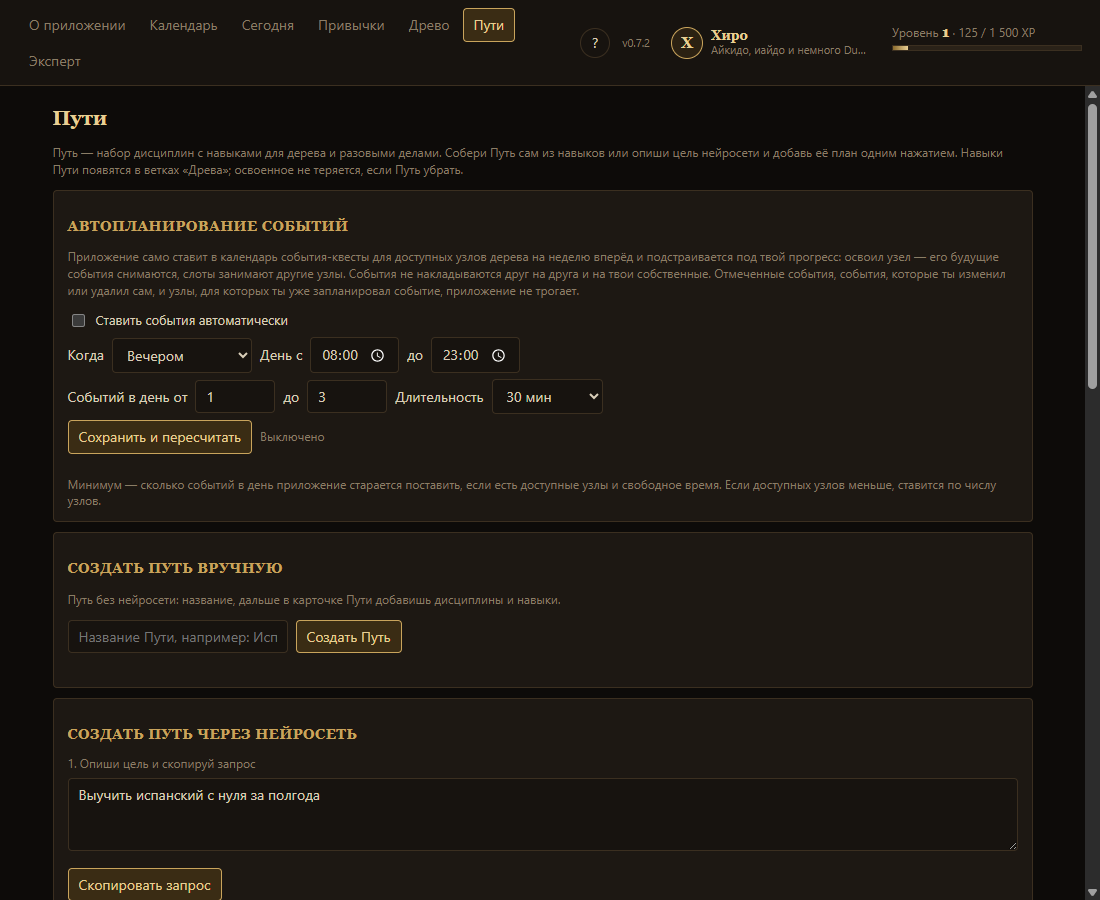 О приложении Календарь Сегодня Привычки Древо Пути
Эксперт
? v0.7.2 Х Хиро
Айкидо, иайдо и немного Du...
Уровень 1 · 125 / 1 500 XP
Пути
Путь — набор дисциплин с навыками для дерева и разовыми делами. Собери Путь сам из навыков или опиши цель нейросети и добавь её план одним нажатием. Навыки
Пути появятся в ветках «Древа»; освоенное не теряется, если Путь убрать.
АВТОПЛАНИРОВАНИЕ СОБЫТИЙ
Приложение само ставит в календарь события-квесты для доступных узлов дерева на неделю вперёд и подстраивается под твой прогресс: освоил узел — его будущие
события снимаются, слоты занимают другие узлы. События не накладываются друг на друга и на твои собственные. Отмеченные события, события, которые ты изменил
или удалил сам, и узлы, для которых ты уже запланировал событие, приложение не трогает.
Ставить события автоматически
Когда Вечером День с 08:00 до 23:00
Событий в день от 1 до 3 Длительность 30 мин
Сохранить и пересчитать Выключено
Минимум — сколько событий в день приложение старается поставить, если есть доступные узлы и свободное время. Если доступных узлов меньше, ставится по числу
узлов.
СОЗДАТЬ ПУТЬ ВРУЧНУЮ
Путь без нейросети: название, дальше в карточке Пути добавишь дисциплины и навыки.
Название Пути, например: Исп Создать Путь
СОЗДАТЬ ПУТЬ ЧЕРЕЗ НЕЙРОСЕТЬ
1. Опиши цель и скопируй запрос
Выучить испанский с нуля за полгода
Скопировать запрос